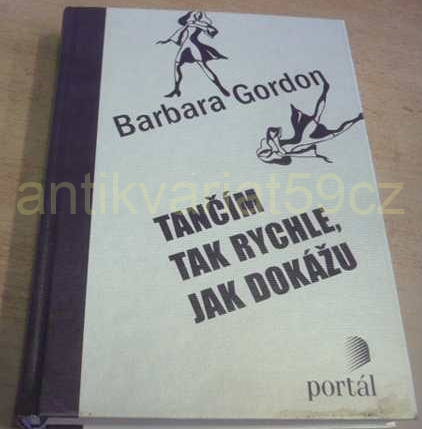 Barbara Gordon
antikvariat59cz
TANČÍM
TAK RYCHLE,
JAK DOKÁŽU
portál